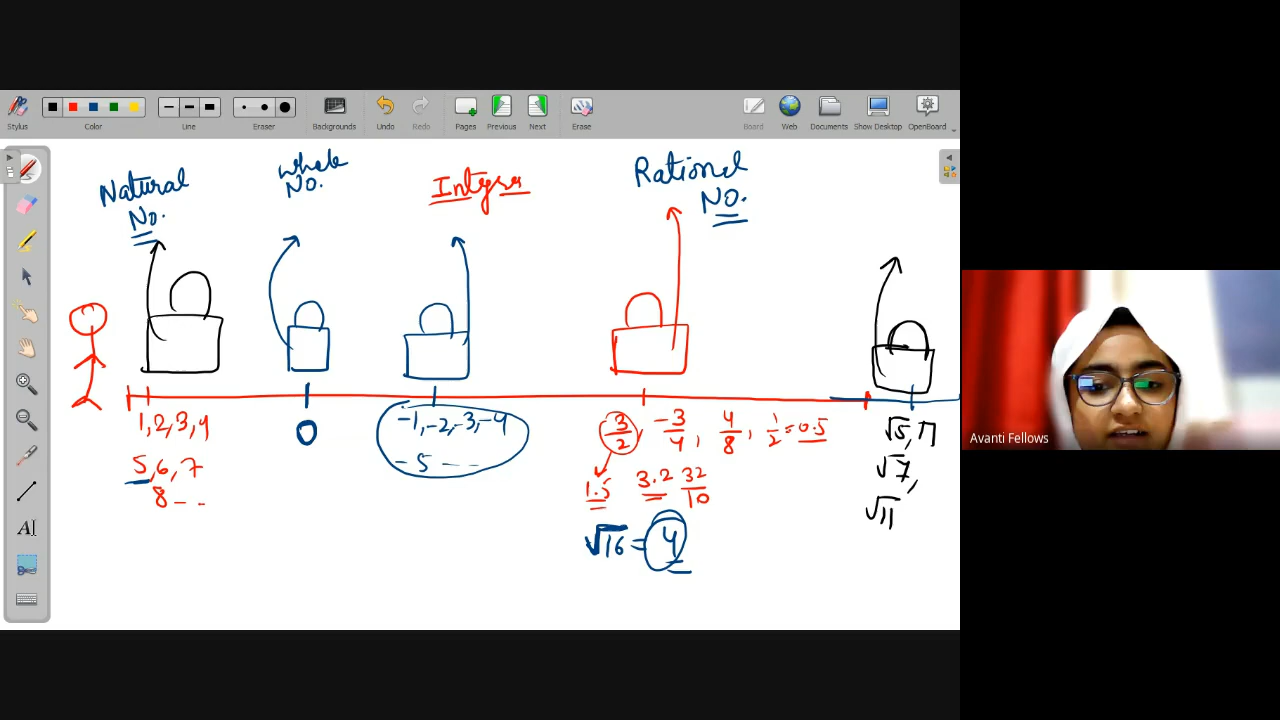 Stylus
Color
Line
Eraser
Backgrounds
Undo
Redo
Pages
Previous
Next
Erase
Board
Web
Documents
Show Desktop
OpenBoard
Natural
No.
whole
NO.
Integers
Rational
NO.
1,2,3,4
5,6,7
8 - -
0
-1,-2,-3,-4
-5 - -
3/2, -3/4, 4/8, 1/2 = 0.5
1.5 3.2 32/10
√16 = 4
√5, π
√7,
√11
Avanti Fellows